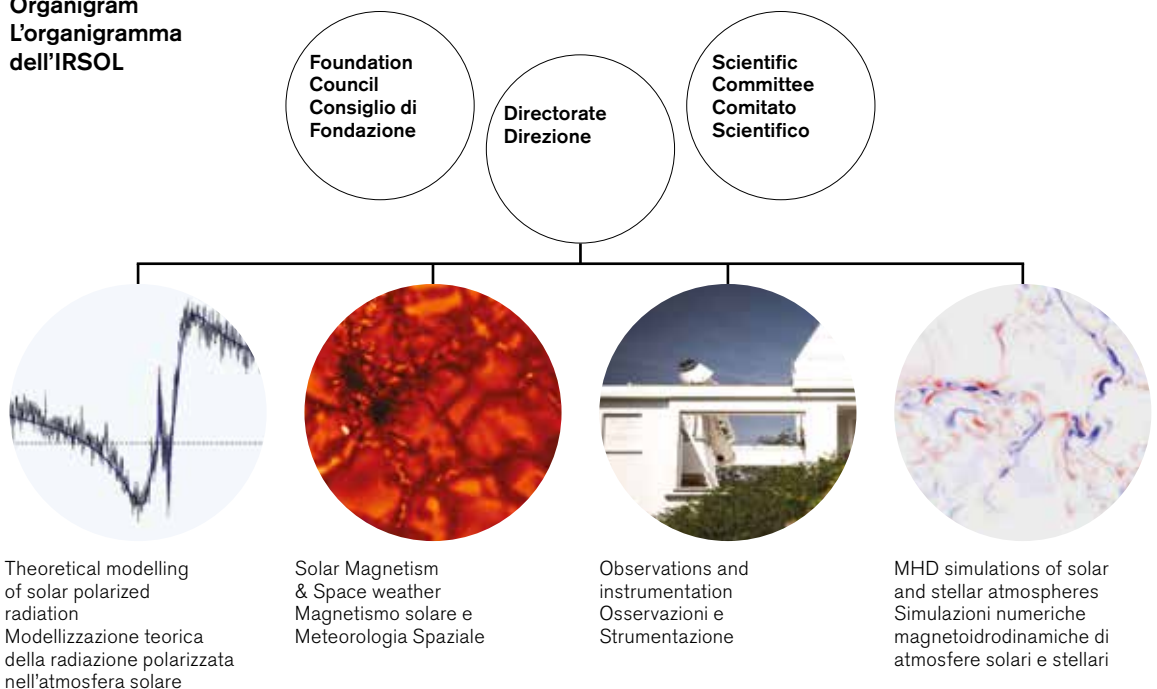 Organigram
L'organigramma
dell'IRSOL
Foundation
Council
Consiglio di
Fondazione
Directorate
Direzione
Scientific
Committee
Comitato
Scientifico
Theoretical modelling
of solar polarized
radiation
Modellizzazione teorica
della radiazione polarizzata
nell'atmosfera solare
Solar Magnetism
& Space weather
Magnetismo solare e
Meteorologia Spaziale
Observations and
instrumentation
Osservazioni e
Strumentazione
MHD simulations of solar
and stellar atmospheres
Simulazioni numeriche
magnetoidrodinamiche di
atmosfere solari e stellari